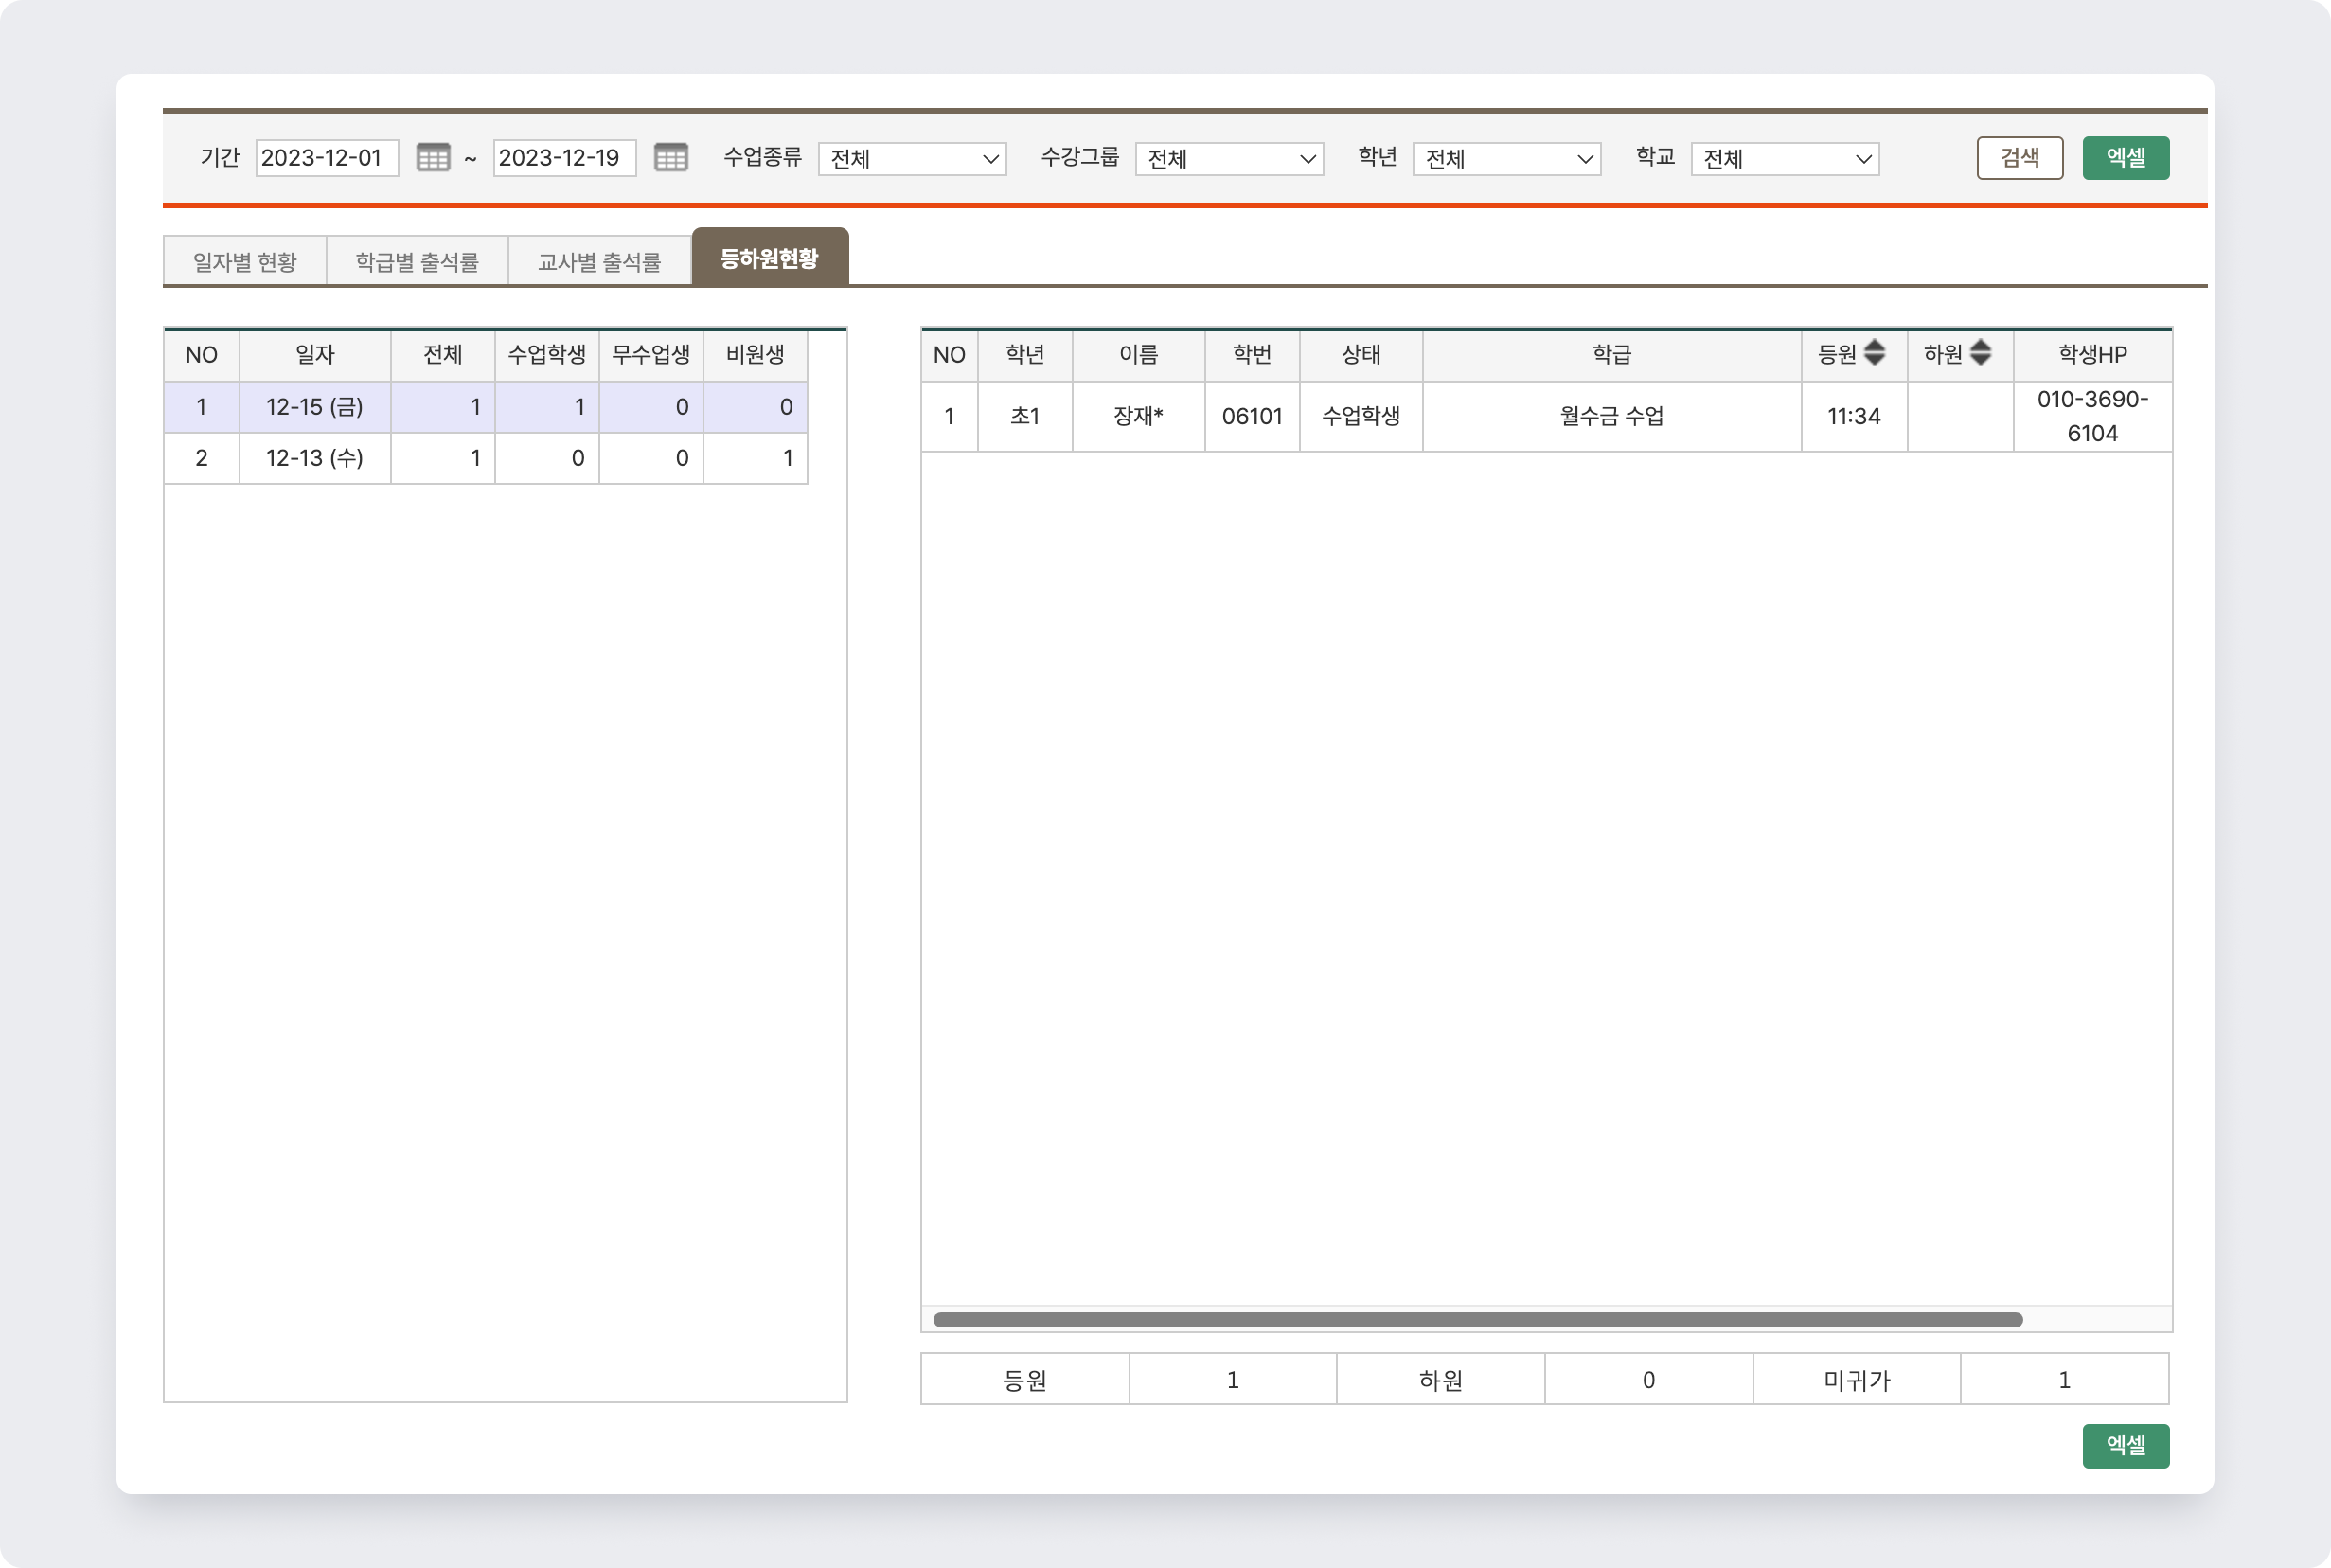 기간 2023-12-01 ~ 2023-12-19 수업종류 전체 수강그룹 전체 학년 전체 학교 전체 검색 엑셀
일자별 현황 학급별 출석률 교사별 출석률 등하원현황
NO 일자 전체 수업학생 무수업생 비원생
1 12-15 (금) 1 1 0 0
2 12-13 (수) 1 0 0 1
NO 학년 이름 학번 상태 학급 등원 하원 학생HP
1 초1 장재* 06101 수업학생 월수금 수업 11:34 010-3690-
6104
등원 1 하원 0 미귀가 1
엑셀